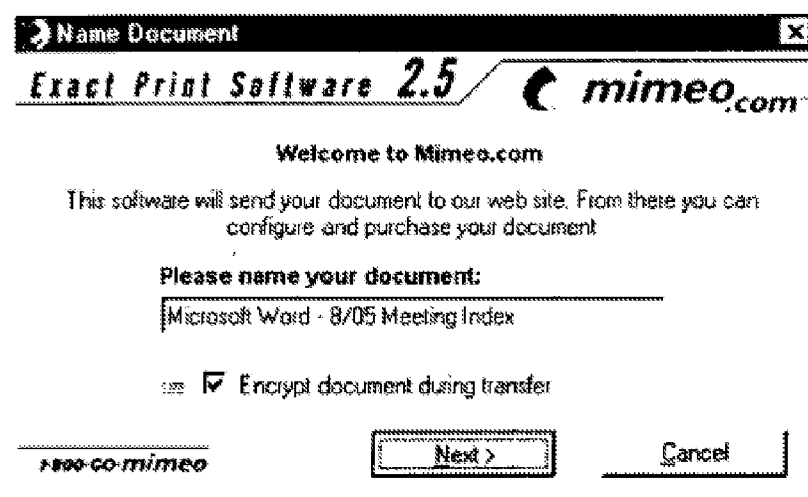 Name Document
Exact Print Software 2.5 mimeo.com
Welcome to Mimeo.com
This software will send your document to our web site. From there you can
configure and purchase your document
Please name your document:
Microsoft Word - 8/05 Meeting Index
Encrypt document during transfer
1-800-GO-mimeo Next > Cancel